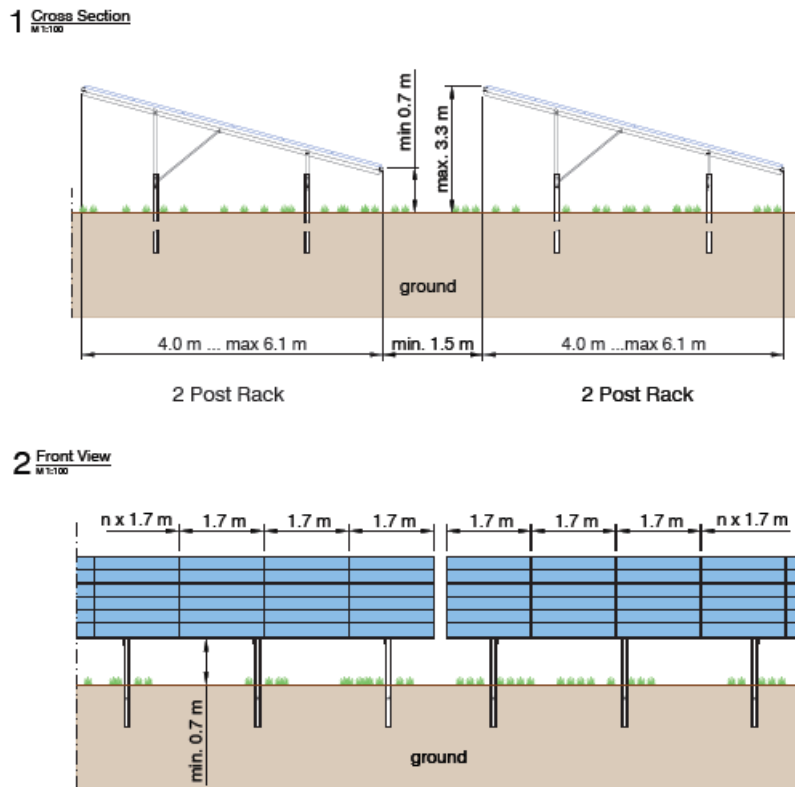 1 Cross Section
M 1:100
min 0.7 m
max. 3.3 m
ground
4.0 m ... max 6.1 m
min. 1.5 m
4.0 m ...max 6.1 m
2 Post Rack
2 Post Rack
2 Front View
M 1:100
n x 1.7 m
1.7 m
1.7 m
1.7 m
1.7 m
1.7 m
1.7 m
n x 1.7 m
min. 0.7 m
ground